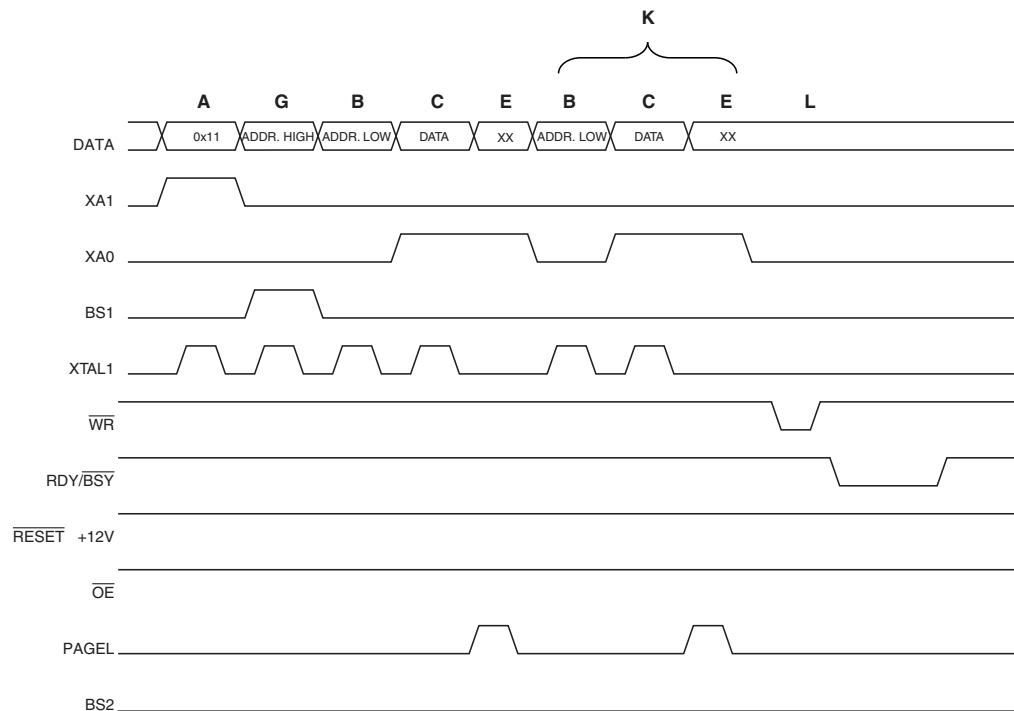 K
A G B C E B C E L
DATA 0x11 ADDR. HIGH ADDR. LOW DATA XX ADDR. LOW DATA XX
XA1
XA0
BS1
XTAL1
WR
RDY/BSY
RESET +12V
OE
PAGEL
BS2